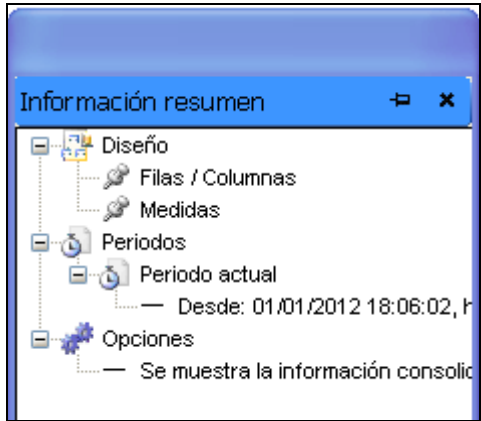 Información resumen
Diseño
Filas / Columnas
Medidas
Periodos
Periodo actual
Desde: 01/01/2012 18:06:02, h
Opciones
Se muestra la información